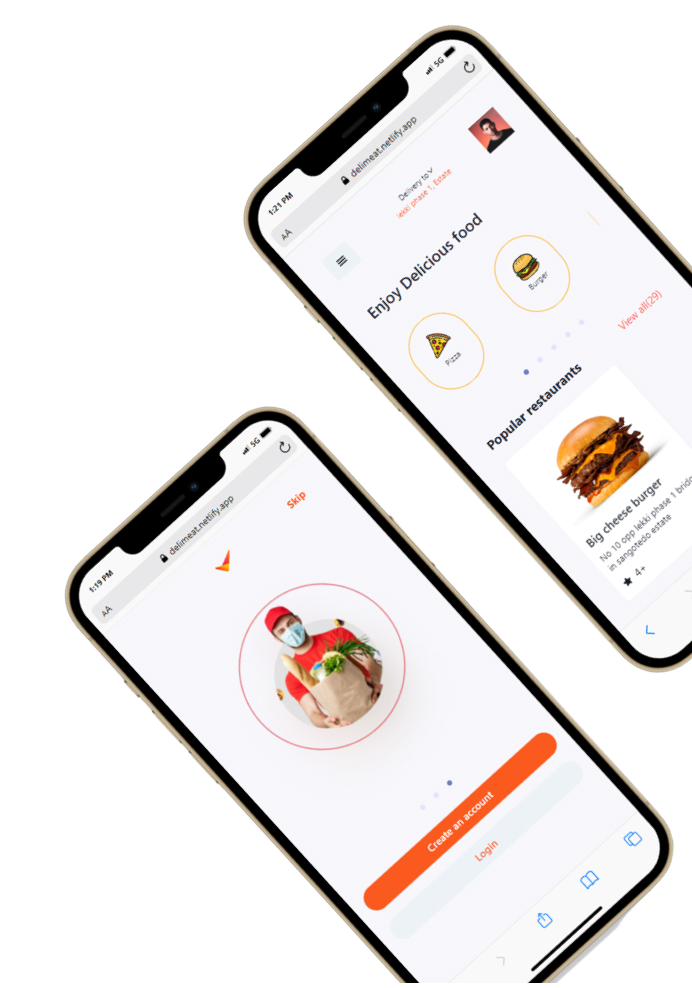 1:21 PM
5G
AA
delimeat.netlify.app
Delivery to
lekki phase 1, Estate
Enjoy Delicious food
Pizza
Burger
View all(29)
Popular restaurants
Big cheese burger
No 10 opp lekki phase 1
in sangotedo estate
4+
1:19 PM
5G
AA
delimeat.netlify.app
Skip
Create an account
Login